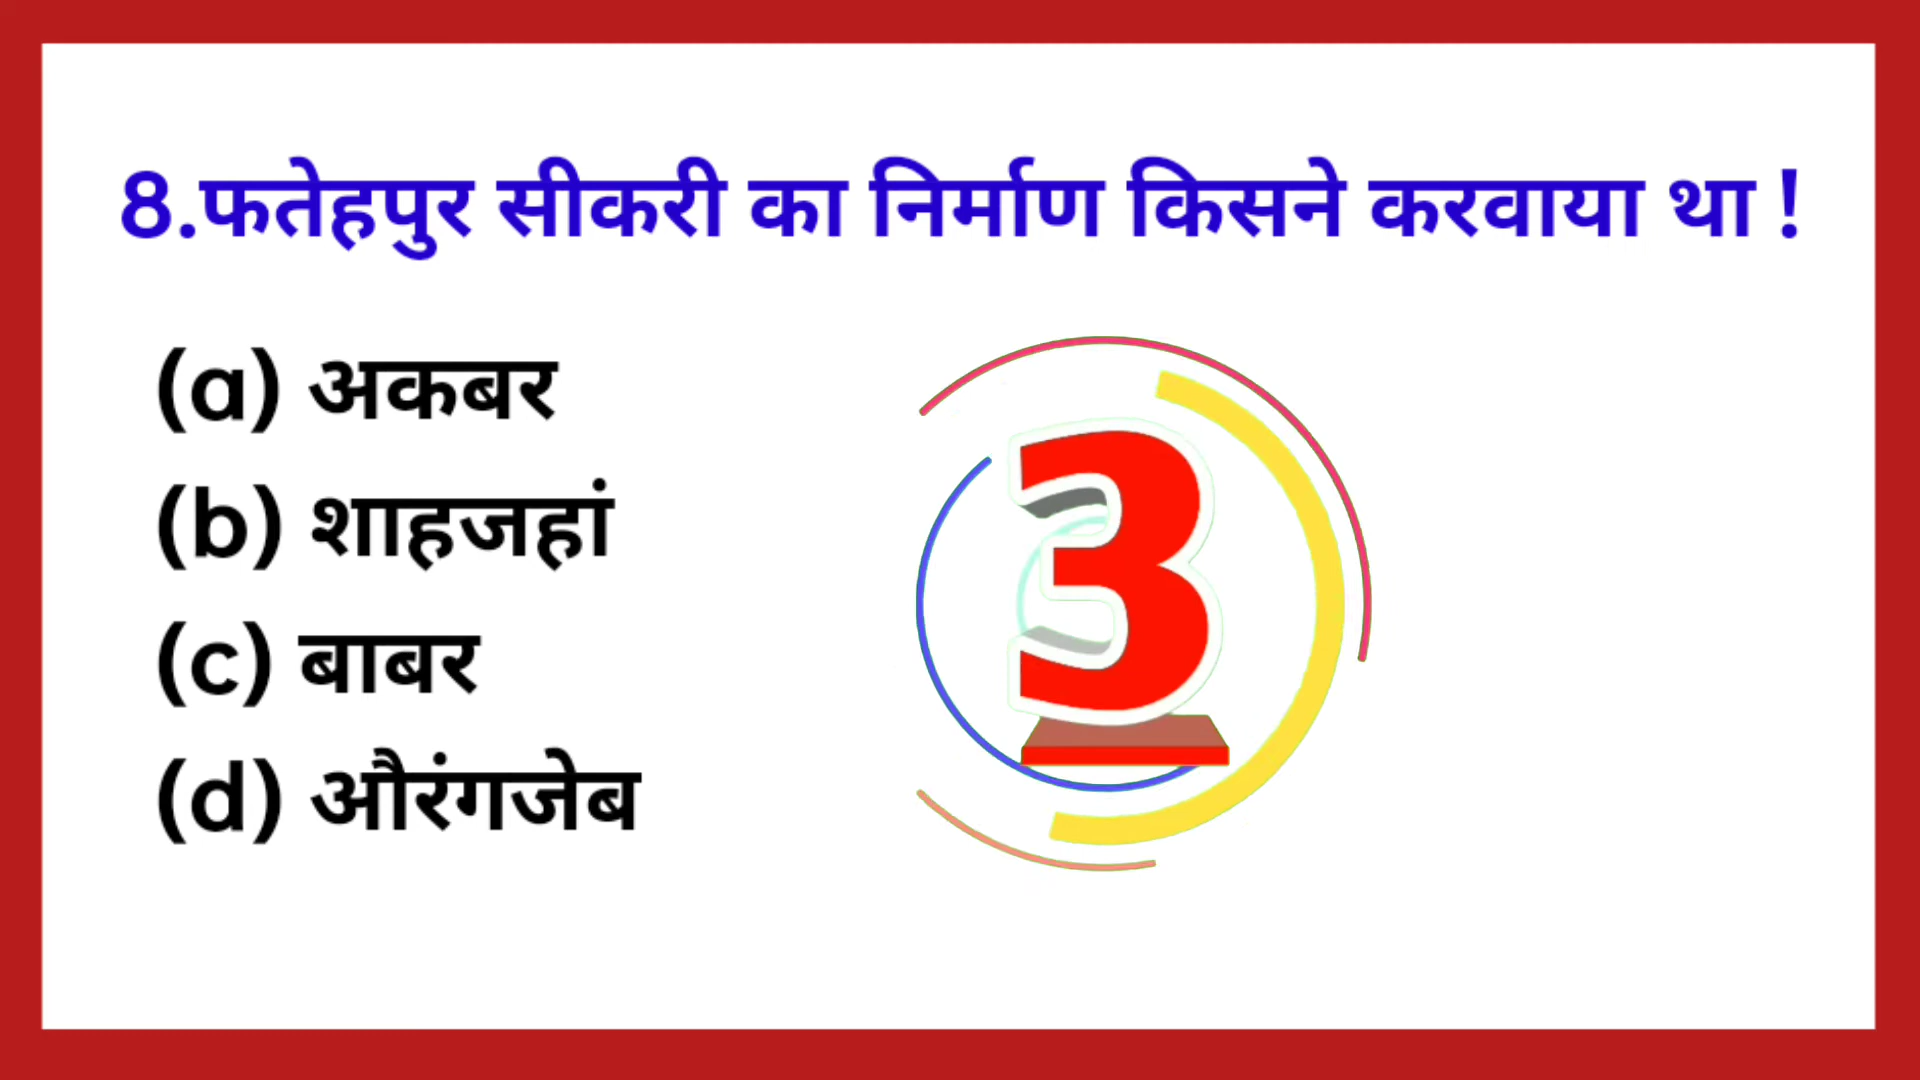 8.फतेहपुर सीकरी का निर्माण किसने करवाया था !
(a) अकबर
(b) शाहजहां
(c) बाबर
(d) औरंगजेब
3